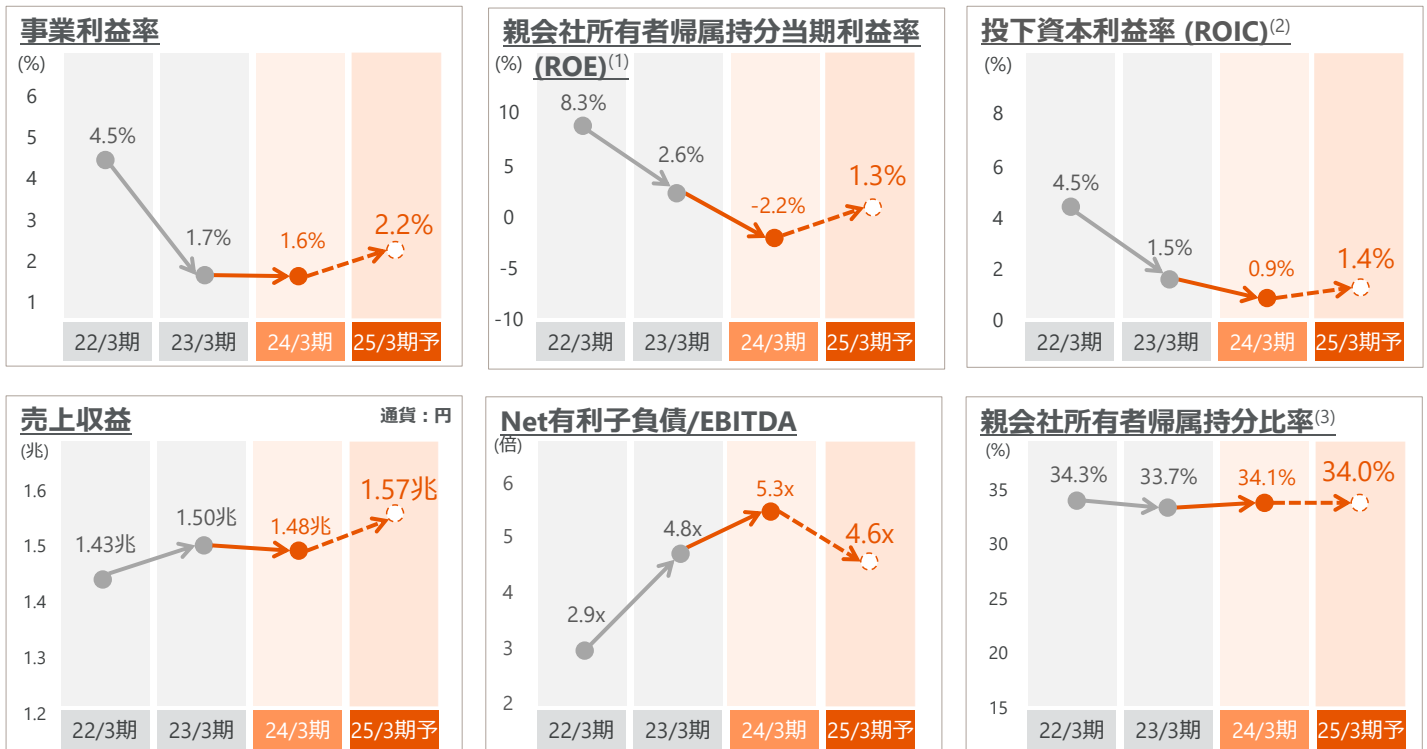 事業利益率
(%)
6
5
4
3
2
1
4.5%
1.7%
1.6%
2.2%
22/3期 23/3期 24/3期 25/3期予
親会社所有者帰属持分当期利益率
(%) (ROE)(1)
10
5
0
-5
-10
8.3%
2.6%
-2.2%
1.3%
22/3期 23/3期 24/3期 25/3期予
投下資本利益率 (ROIC)(2)
(%)
8
6
4
2
0
4.5%
1.5%
0.9%
1.4%
22/3期 23/3期 24/3期 25/3期予
売上収益 通貨：円
(兆)
1.6
1.5
1.4
1.3
1.2
1.43兆
1.50兆
1.48兆
1.57兆
22/3期 23/3期 24/3期 25/3期予
Net有利子負債/EBITDA
(倍)
6
5
4
3
2
2.9x
4.8x
5.3x
4.6x
22/3期 23/3期 24/3期 25/3期予
親会社所有者帰属持分比率(3)
(%)
35
30
25
20
15
34.3%
33.7%
34.1%
34.0%
22/3期 23/3期 24/3期 25/3期予